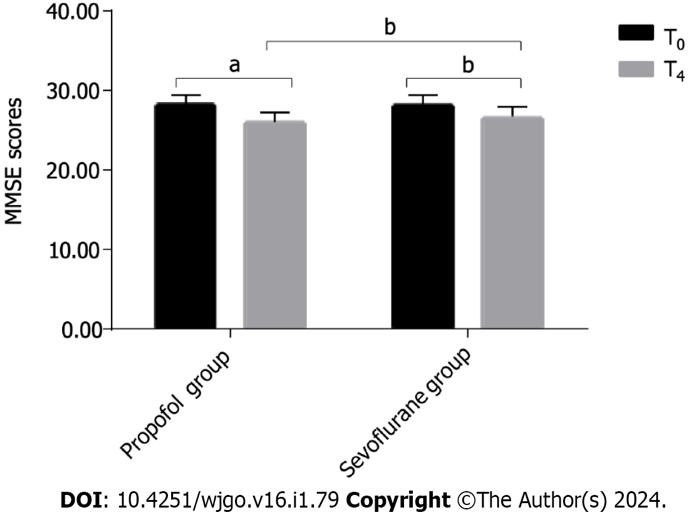 40.00
30.00
20.00
10.00
0.00
MMSE scores
a
b
b
T0
T4
Propofol group
Sevoflurane group
DOI: 10.4251/wjgo.v16.i1.79 Copyright ©The Author(s) 2024.